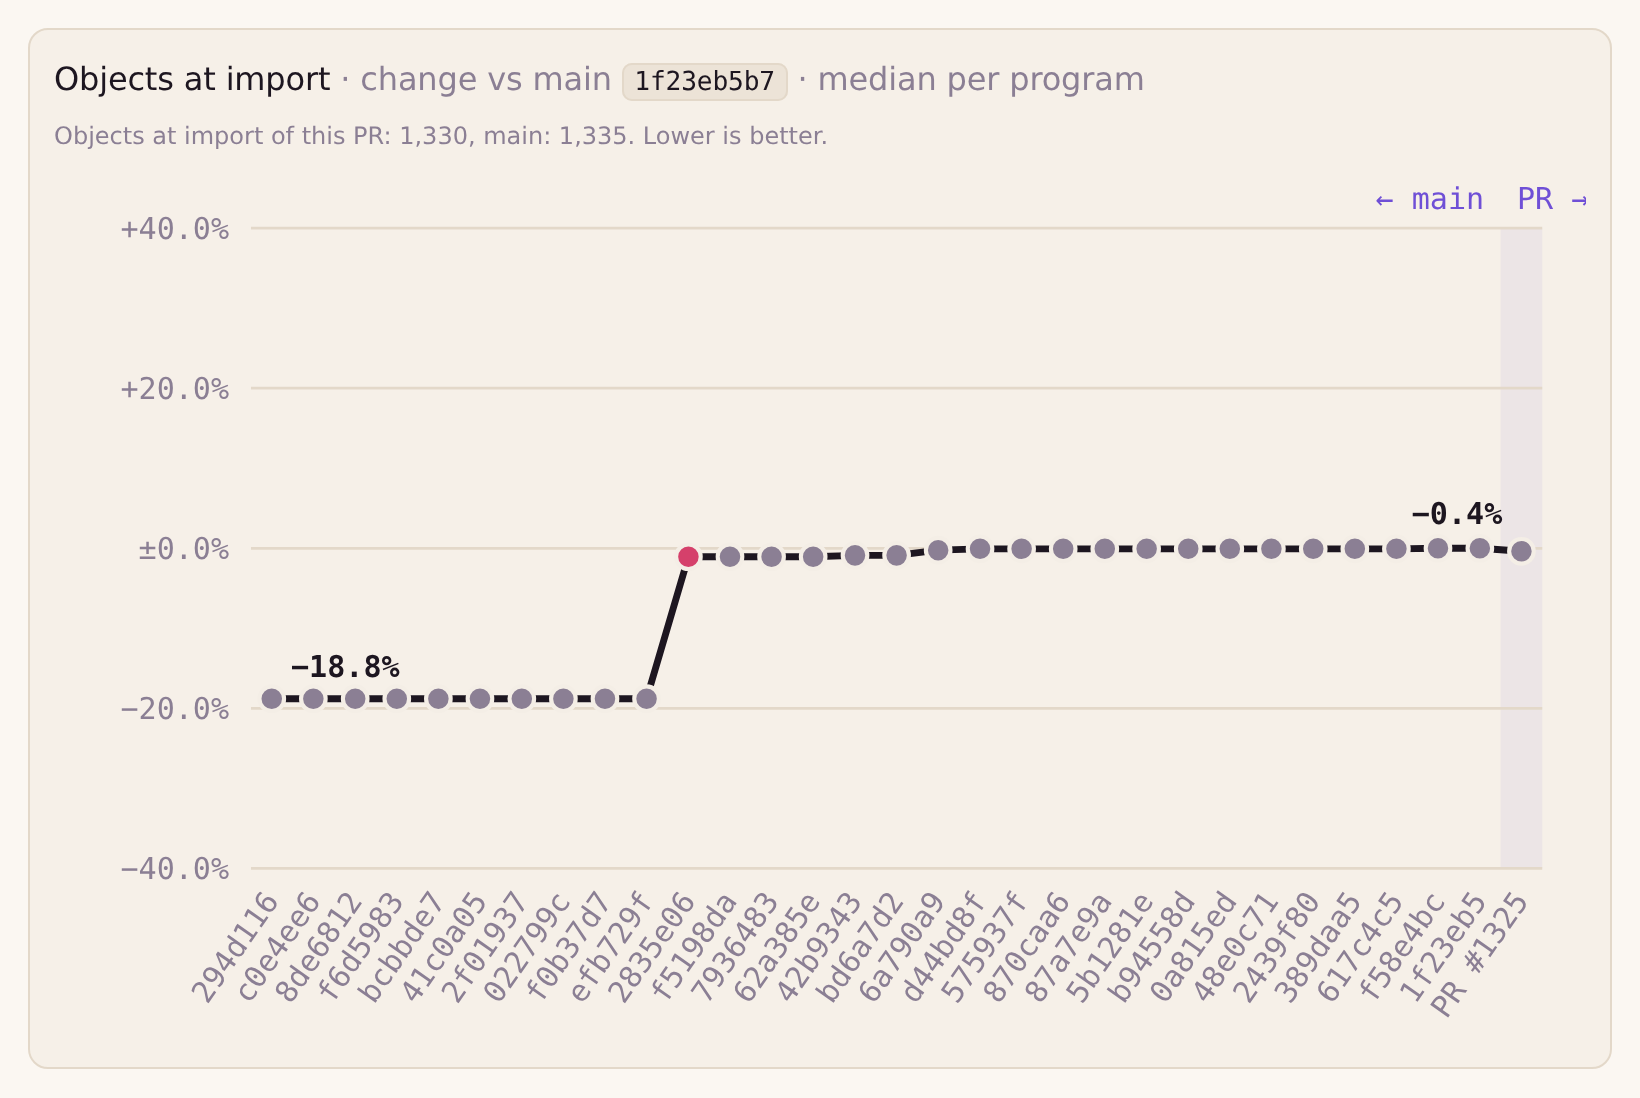 Objects at import · change vs main 1f23eb5b7 · median per program
Objects at import of this PR: 1,330, main: 1,335. Lower is better.
← main PR →
+40.0%
+20.0%
±0.0%
−20.0%
−40.0%
−18.8%
−0.4%
294d116
c0e4ee6
8de6812
f6d5983
bcbbde7
41c0a05
2f01937
022799c
f0b37d7
efb729f
2835e06
f5198da
7936483
62a385e
42b9343
bd6a7d2
6a790a9
d44bd8f
575937f
870caa6
87a7e9a
5b1281e
b94558d
0a815ed
48e0c71
2439f80
389daa5
617c4c5
f58e4bc
1f23eb5
PR #1325